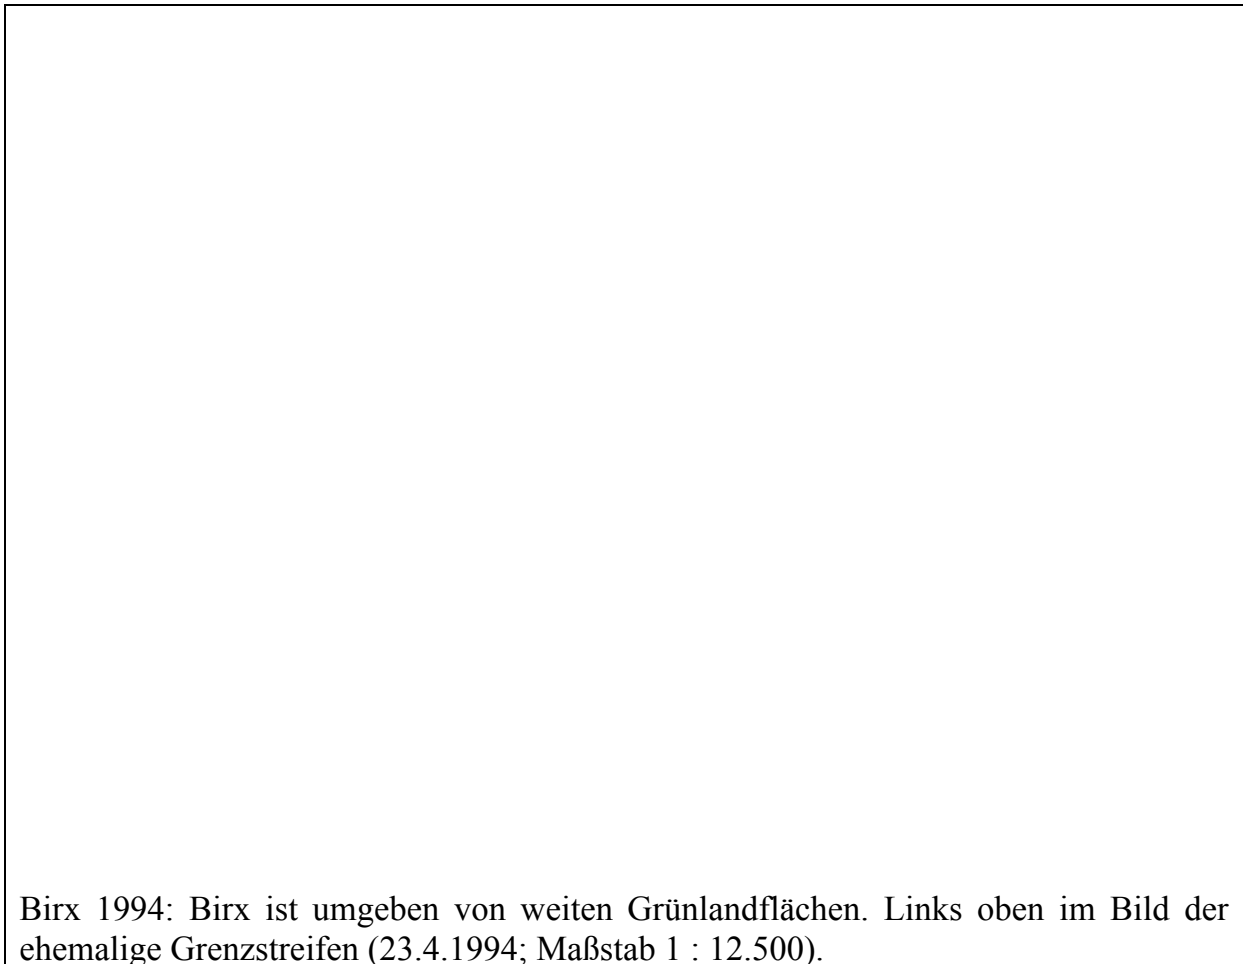 Birx 1994: Birx ist umgeben von weiten Grünlandflächen. Links oben im Bild der
ehemalige Grenzstreifen (23.4.1994; Maßstab 1 : 12.500).